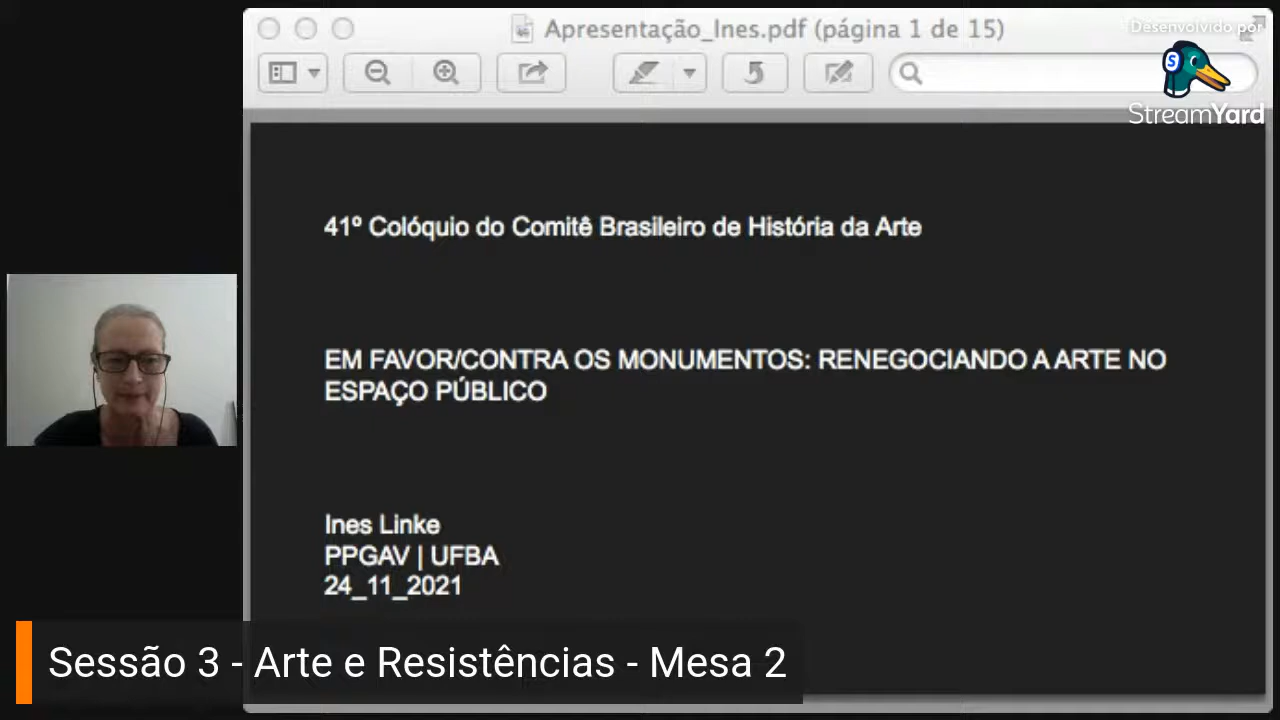 Apresentação_Ines.pdf (página 1 de 15)
Desenvolvido por
StreamYard
41º Colóquio do Comitê Brasileiro de História da Arte
EM FAVOR/CONTRA OS MONUMENTOS: RENEGOCIANDO A ARTE NO
ESPAÇO PÚBLICO
Ines Linke
PPGAV | UFBA
24_11_2021
Sessão 3 - Arte e Resistências - Mesa 2